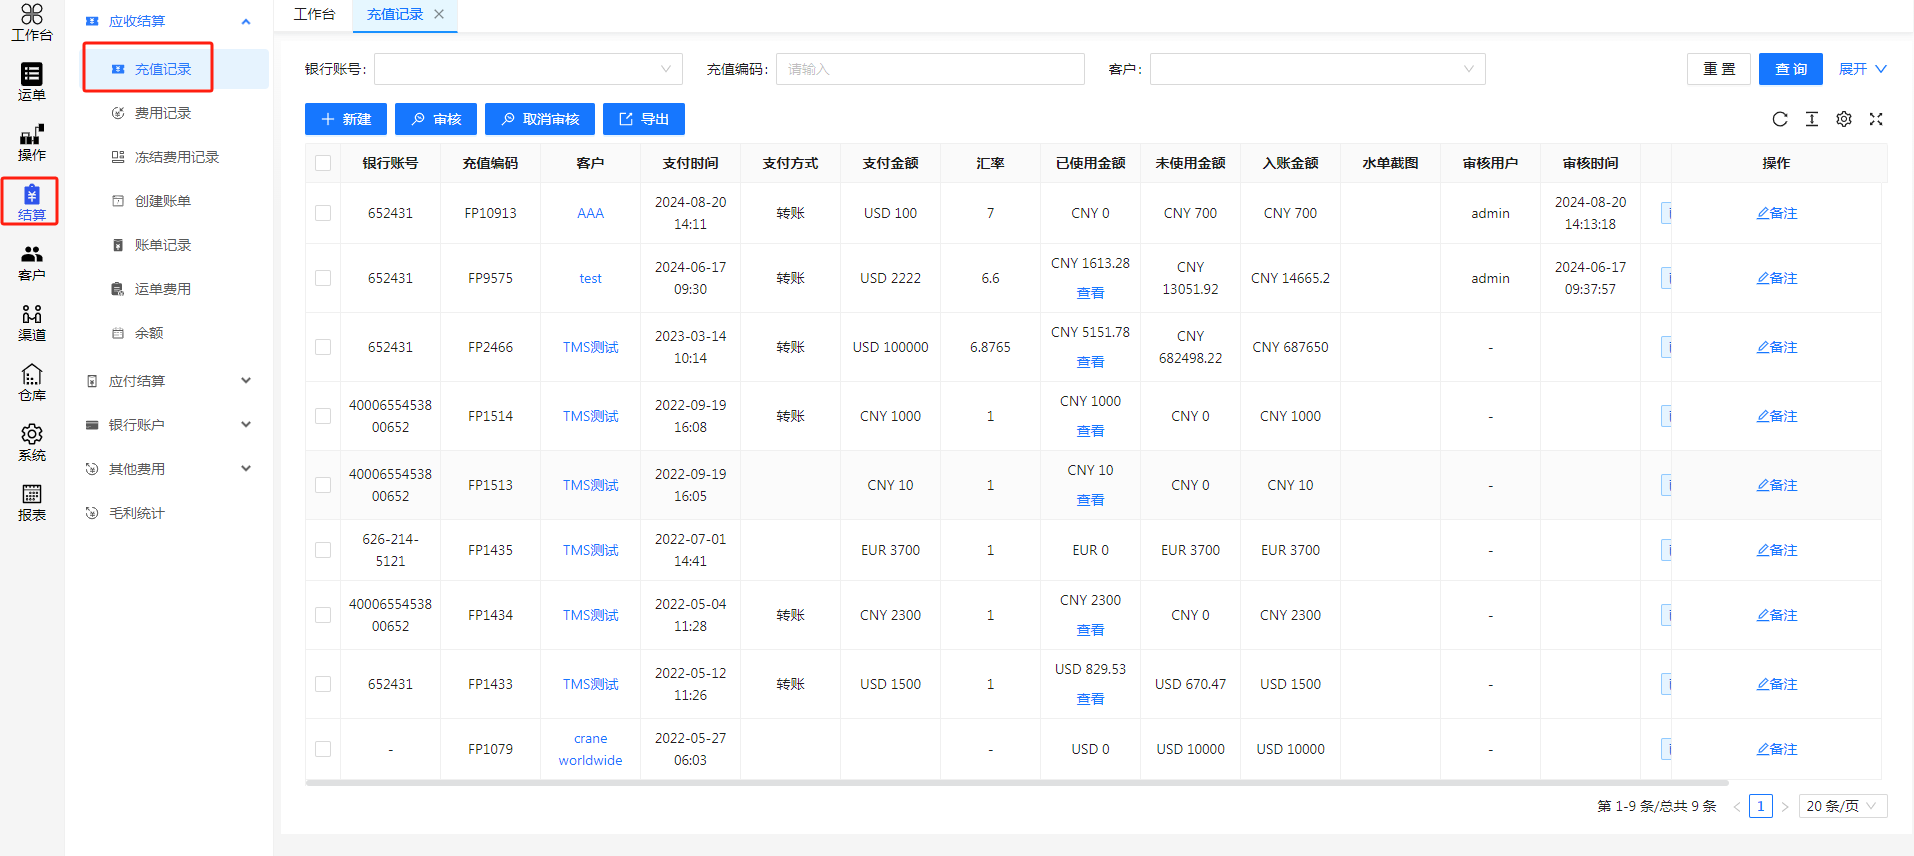 工作台
运单
操作
结算
客户
渠道
仓库
系统
报表
应收结算
充值记录
费用记录
冻结费用记录
创建账单
账单记录
运单费用
余额
应付结算
银行账户
其他费用
毛利统计
工作台 充值记录
银行账号: 充值编码: 请输入 客户: 重 置 查 询 展开
新建 审核 取消审核 导出
银行账号 充值编码 客户 支付时间 支付方式 支付金额 汇率 已使用金额 未使用金额 入账金额 水单截图 审核用户 审核时间 操作
652431 FP10913 AAA 2024-08-20 14:11 转账 USD 100 7 CNY 0 CNY 700 CNY 700 admin 2024-08-20 14:13:18 备注
652431 FP9575 test 2024-06-17 09:30 转账 USD 2222 6.6 CNY 1613.28 查看 CNY 13051.92 CNY 14665.2 admin 2024-06-17 09:37:57 备注
652431 FP2466 TMS测试 2023-03-14 10:14 转账 USD 100000 6.8765 CNY 5151.78 查看 CNY 682498.22 CNY 687650 - 备注
40006554538 00652 FP1514 TMS测试 2022-09-19 16:08 转账 CNY 1000 1 CNY 1000 查看 CNY 0 CNY 1000 - 备注
40006554538 00652 FP1513 TMS测试 2022-09-19 16:05 CNY 10 1 CNY 10 查看 CNY 0 CNY 10 - 备注
626-214-5121 FP1435 TMS测试 2022-07-01 14:41 EUR 3700 1 EUR 0 EUR 3700 EUR 3700 - 备注
40006554538 00652 FP1434 TMS测试 2022-05-04 11:28 转账 CNY 2300 1 CNY 2300 查看 CNY 0 CNY 2300 - 备注
652431 FP1433 TMS测试 2022-05-12 11:26 转账 USD 1500 1 USD 829.53 查看 USD 670.47 USD 1500 - 备注
- FP1079 crane worldwide 2022-05-27 06:03 - USD 0 USD 10000 USD 10000 - 备注
第 1-9 条/总共 9 条 1 20 条/页